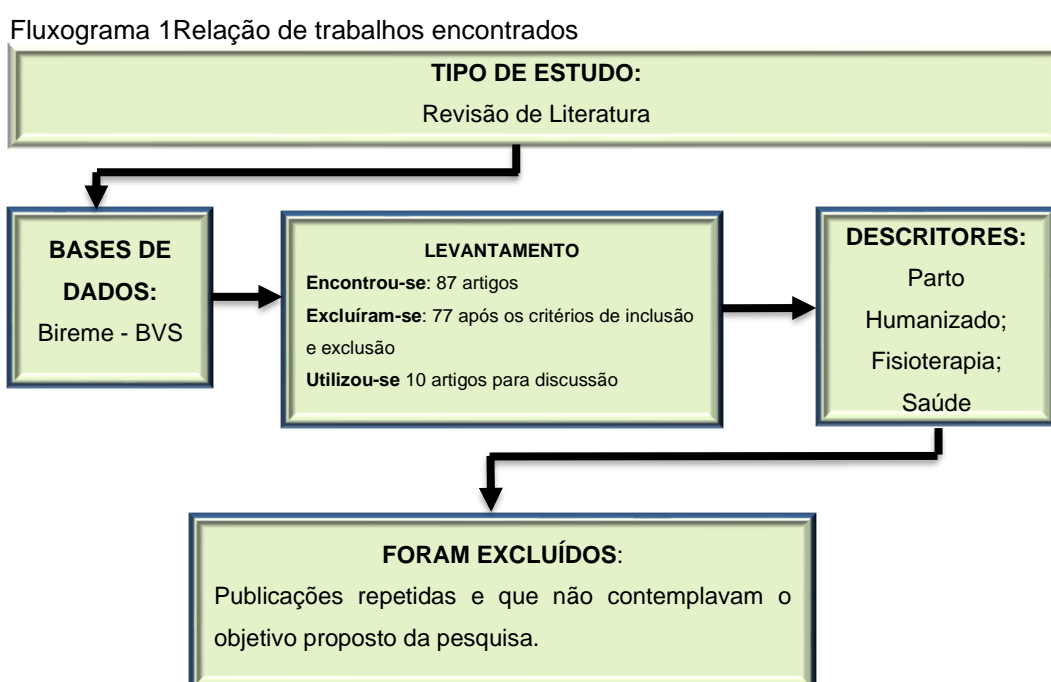 Fluxograma 1Relação de trabalhos encontrados
TIPO DE ESTUDO:
Revisão de Literatura
BASES DE
DADOS:
Bireme - BVS
LEVANTAMENTO
Encontrou-se: 87 artigos
Excluíram-se: 77 após os critérios de inclusão
e exclusão
Utilizou-se 10 artigos para discussão
DESCRITORES:
Parto
Humanizado;
Fisioterapia;
Saúde
FORAM EXCLUÍDOS:
Publicações repetidas e que não contemplavam o
objetivo proposto da pesquisa.